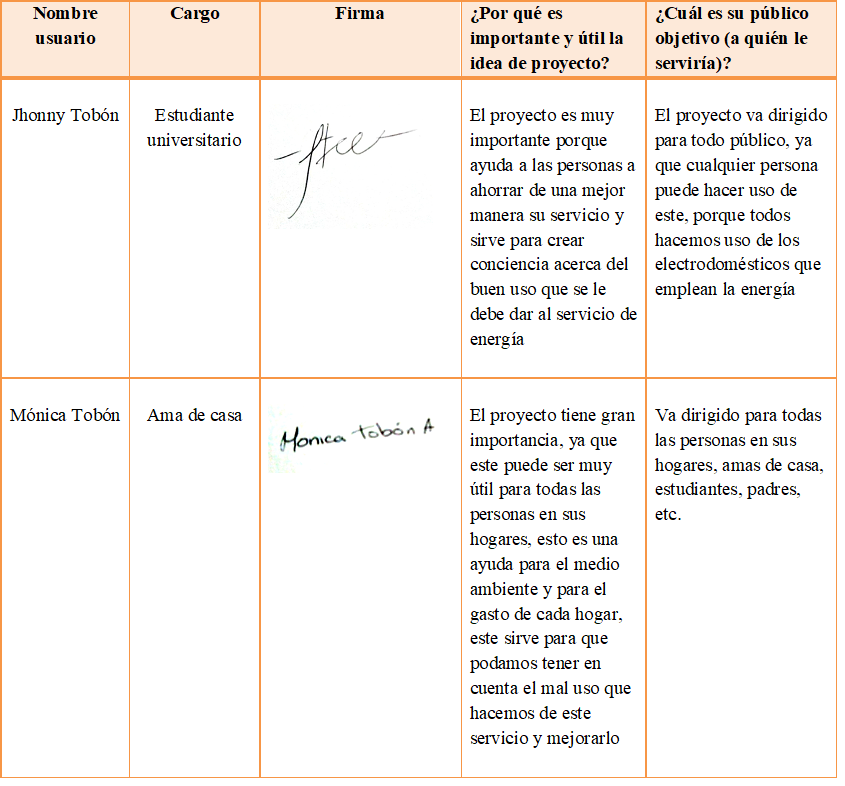 Nombre
usuario
Cargo
Firma
¿Por qué es
importante y útil la
idea de proyecto?
¿Cuál es su público
objetivo (a quién le
serviría)?
Jhonny Tobón
Estudiante
universitario
El proyecto es muy
importante porque
ayuda a las personas a
ahorrar de una mejor
manera su servicio y
sirve para crear
conciencia acerca del
buen uso que se le
debe dar al servicio de
energía
El proyecto va dirigido
para todo público, ya
que cualquier persona
puede hacer uso de
este, porque todos
hacemos uso de los
electrodomésticos que
emplean la energía
Mónica Tobón
Ama de casa
Monica Tobón A
El proyecto tiene gran
importancia, ya que
este puede ser muy
útil para todas las
personas en sus
hogares, esto es una
ayuda para el medio
ambiente y para el
gasto de cada hogar,
este sirve para que
podamos tener en
cuenta el mal uso que
hacemos de este
servicio y mejorarlo
Va dirigido para todas
las personas en sus
hogares, amas de casa,
estudiantes, padres,
etc.